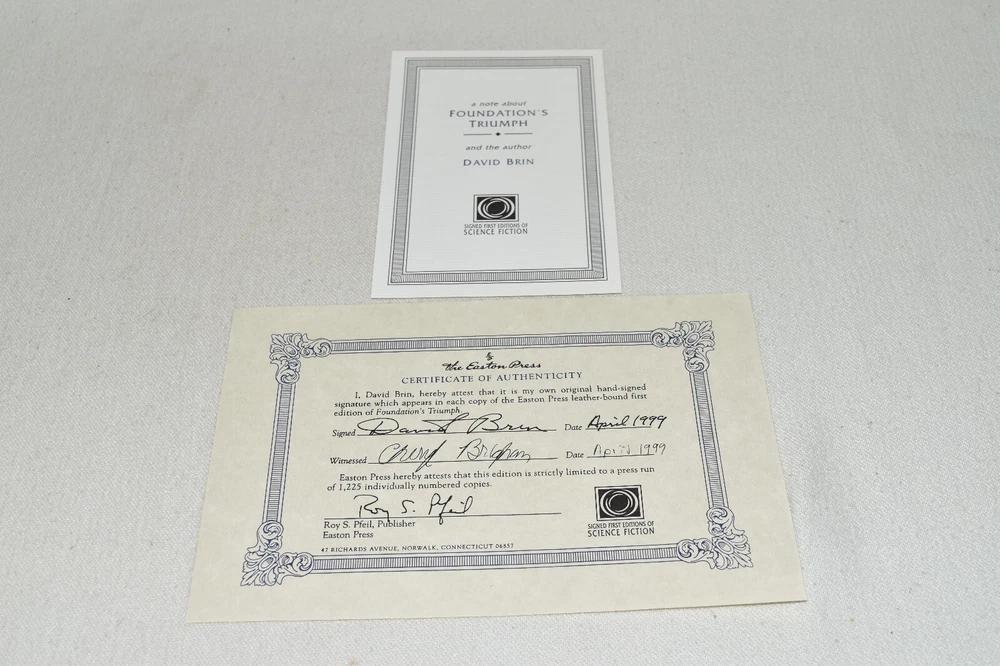 a note about
FOUNDATION'S
TRIUMPH
and the author
DAVID BRIN
SIGNED FIRST EDITIONS OF
SCIENCE FICTION
The Easton Press
CERTIFICATE OF AUTHENTICITY
I, David Brin, hereby attest that it is my own original hand-signed
signature which appears in each copy of the Easton Press leather-bound first
edition of Foundation's Triumph.
Signed David Brin Date April 1999
Witnessed Cheryl Brigham Date April 1999
Easton Press hereby attests that this edition is strictly limited to a press run
of 1,225 individually numbered copies.
Roy S. Pfeil
Roy S. Pfeil, Publisher
Easton Press
SIGNED FIRST EDITIONS OF
SCIENCE FICTION
47 RICHARDS AVENUE, NORWALK, CONNECTICUT 06857